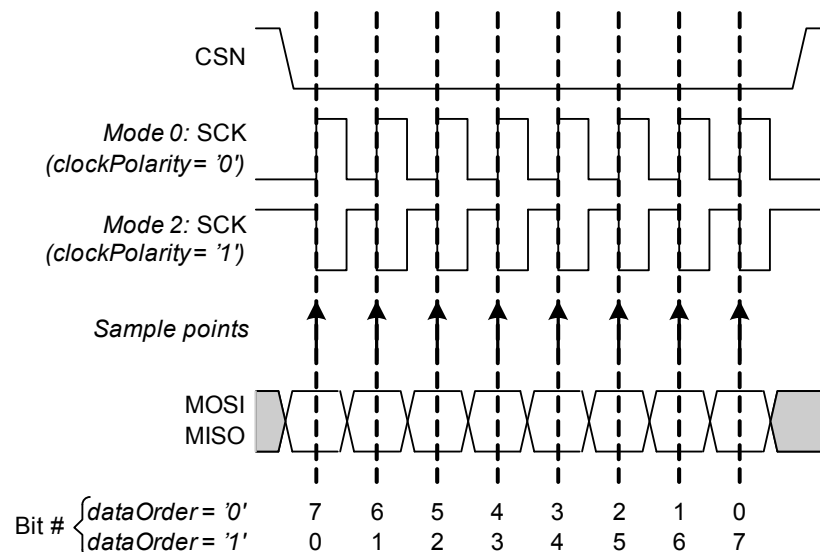 CSN
Mode 0: SCK
(clockPolarity= '0')
Mode 2: SCK
(clockPolarity= '1')
Sample points
MOSI
MISO
Bit #
dataOrder= '0' 7 6 5 4 3 2 1 0
dataOrder= '1' 0 1 2 3 4 5 6 7